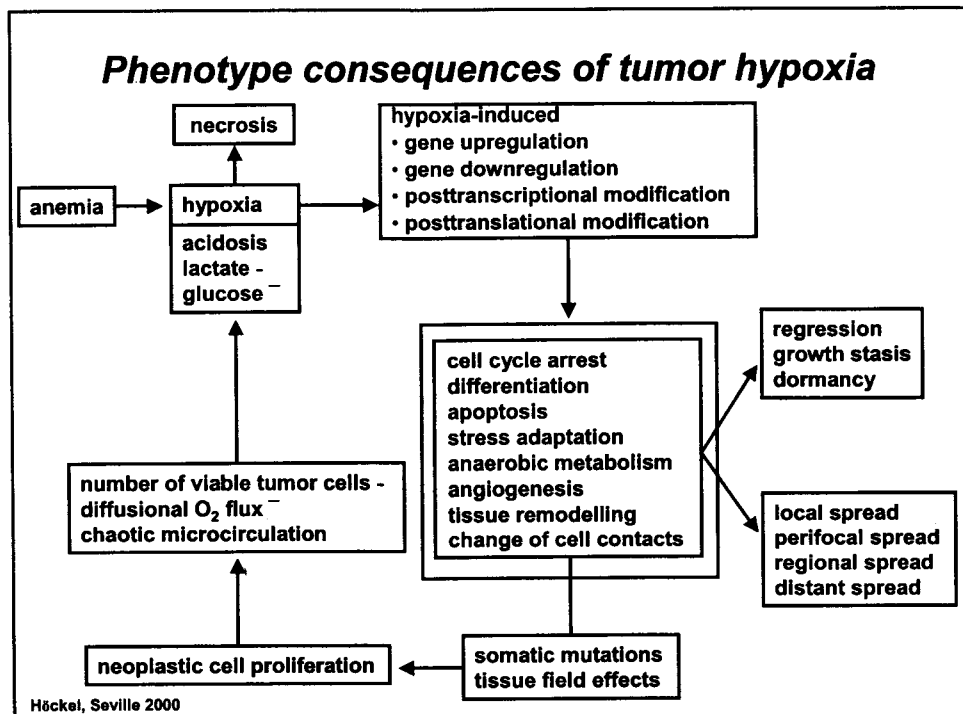 Phenotype consequences of tumor hypoxia
necrosis
anemia
hypoxia
acidosis
lactate -
glucose ¯
hypoxia-induced
· gene upregulation
· gene downregulation
· posttranscriptional modification
· posttranslational modification
cell cycle arrest
differentiation
apoptosis
stress adaptation
anaerobic metabolism
angiogenesis
tissue remodelling
change of cell contacts
regression
growth stasis
dormancy
local spread
perifocal spread
regional spread
distant spread
number of viable tumor cells -
diffusional O₂ flux ¯
chaotic microcirculation
neoplastic cell proliferation
somatic mutations
tissue field effects
Höckel, Seville 2000